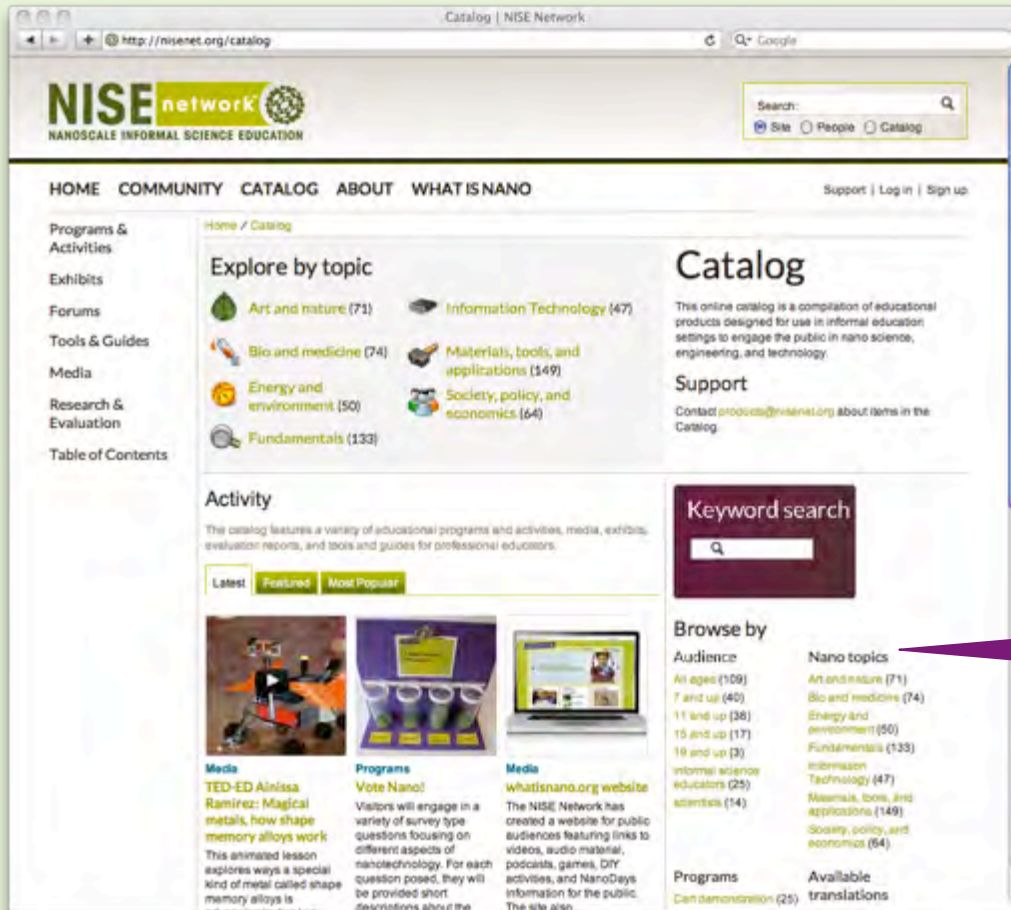 Catalog | NISE Network
http://nisenet.org/catalog
Google
NISE network
NANOSCALE INFORMAL SCIENCE EDUCATION
Search:
Site People Catalog
HOME COMMUNITY CATALOG ABOUT WHAT IS NANO
Support | Log in | Sign up
Programs &
Activities
Exhibits
Forums
Tools & Guides
Media
Research &
Evaluation
Table of Contents
Home / Catalog
Explore by topic
Art and nature (71)
Bio and medicine (74)
Energy and
environment (50)
Fundamentals (133)
Information Technology (47)
Materials, tools, and
applications (149)
Society, policy, and
economics (64)
Catalog
This online catalog is a compilation of educational
products designed for use in informal education
settings to engage the public in nano science,
engineering, and technology.
Support
Contact products@nisenet.org about items in the
Catalog.
Activity
The catalog features a variety of educational programs and activities, media, exhibits,
evaluation reports, and tools and guides for professional educators.
Latest Featured Most Popular
Media
TED-ED Ainissa
Ramirez: Magical
metals, how shape
memory alloys work
This animated lesson
explores ways a special
kind of metal called shape
memory alloys is
Programs
Vote Nano!
Visitors will engage in a
variety of survey type
questions focusing on
different aspects of
nanotechnology. For each
question posed, they will
be provided short
descriptions about the
Media
whatisnano.org website
The NISE Network has
created a website for public
audiences featuring links to
videos, audio material,
podcasts, games, DIY
activities, and NanoDays
information for the public.
The site also
Keyword search
Browse by
Audience
All ages (109)
7 and up (40)
11 and up (38)
15 and up (17)
19 and up (3)
informal science
educators (25)
scientists (14)
Nano topics
Art and nature (71)
Bio and medicine (74)
Energy and
environment (50)
Fundamentals (133)
Information
Technology (47)
Materials, tools, and
applications (149)
Society, policy, and
economics (64)
Programs
Cart demonstration (25)
Available
translations